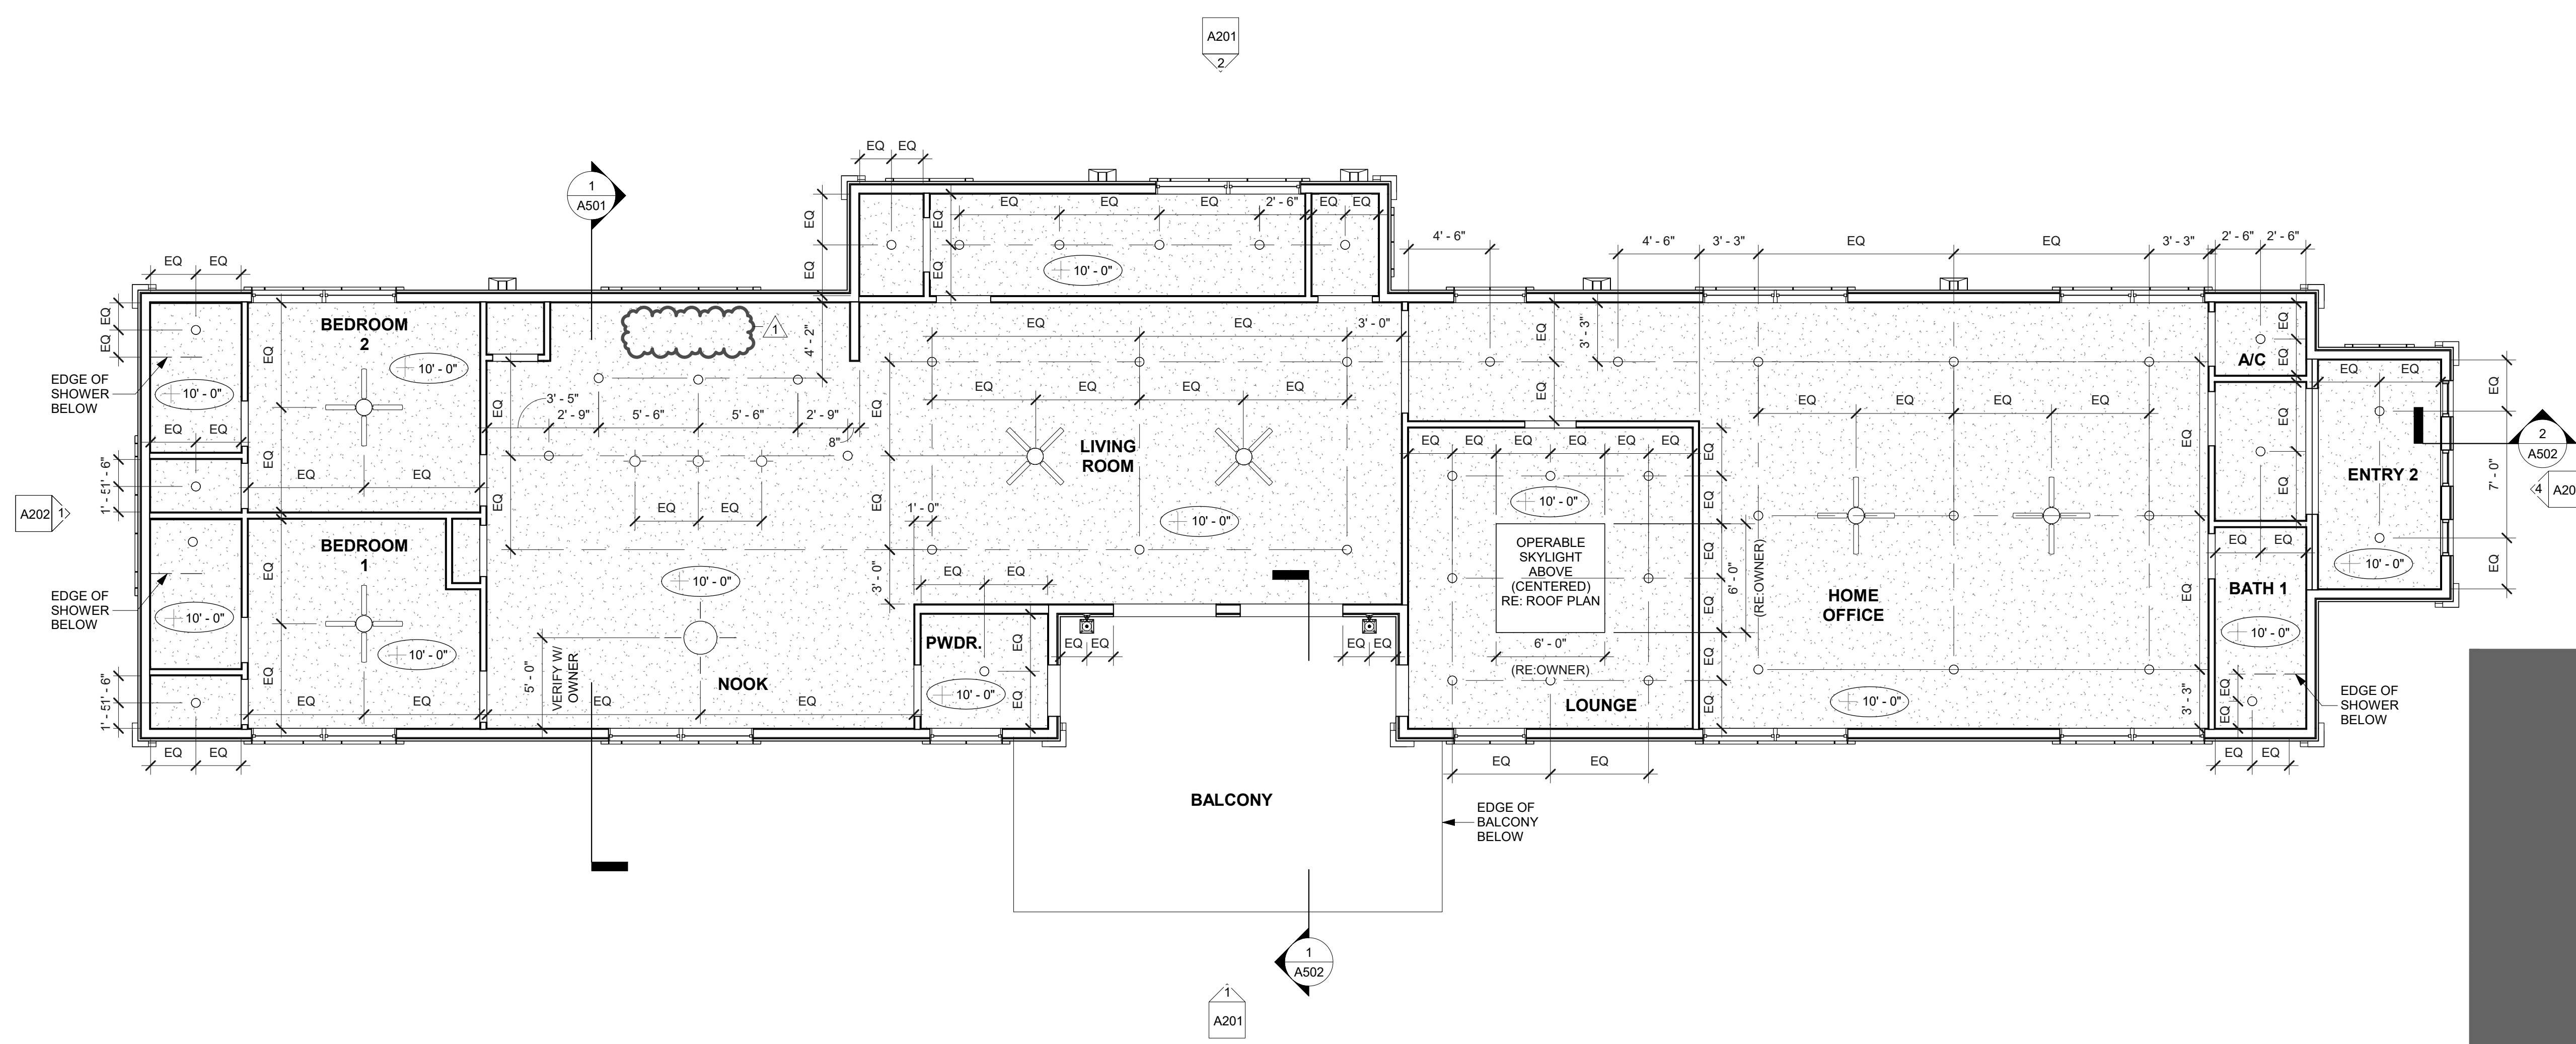 A201
2
EQ EQ
1
A501
EQ
EQ
EQ
EQ
EQ EQ EQ 2' - 6" EQ EQ
10' - 0"
4' - 6"
4' - 6" 3' - 3" EQ EQ 3' - 3" 2' - 6" 2' - 6"
EQ EQ
EQ
EQ
BEDROOM
2
10' - 0"
EDGE OF
SHOWER
BELOW
10' - 0"
EQ
EQ
EQ EQ
EQ EQ
1
4' - 2"
EQ EQ 3' - 0"
EQ EQ EQ EQ
EQ
EQ
3' - 3"
EQ
EQ
A/C
EQ EQ
EQ
3' - 5"
2' - 9" 5' - 6" 5' - 6" 2' - 9"
8"
EQ
EQ
EQ
EQ
LIVING
ROOM
10' - 0"
EQ EQ EQ EQ EQ EQ
EQ EQ EQ EQ
EQ
EQ
EQ
ENTRY 2
2
A502
7' - 0"
A202 1
4 A20
1' - 6"
1' - 5
EQ EQ
1' - 0"
10' - 0"
EQ
EQ
EQ
OPERABLE
SKYLIGHT
ABOVE
(CENTERED)
RE: ROOF PLAN
6' - 0"
(RE:OWNER)
EQ
EQ
EQ EQ
10' - 0"
EQ
BEDROOM
1
EQ
EQ
EDGE OF
SHOWER
BELOW
10' - 0"
10' - 0"
10' - 0"
3' - 0"
EQ EQ
PWDR.
EQ
EQ
10' - 0"
EQ EQ
EQ EQ
HOME
OFFICE
BATH 1
10' - 0"
6' - 0"
(RE:OWNER)
EQ
EQ
LOUNGE
10' - 0"
3' - 3"
EQ
EQ
EDGE OF
SHOWER
BELOW
5' - 0"
VERIFY W/
OWNER
NOOK
EQ EQ
EQ EQ
1' - 6"
1' - 5
EQ EQ
EQ EQ
EQ EQ
BALCONY
EDGE OF
BALCONY
BELOW
1
A502
1
A201